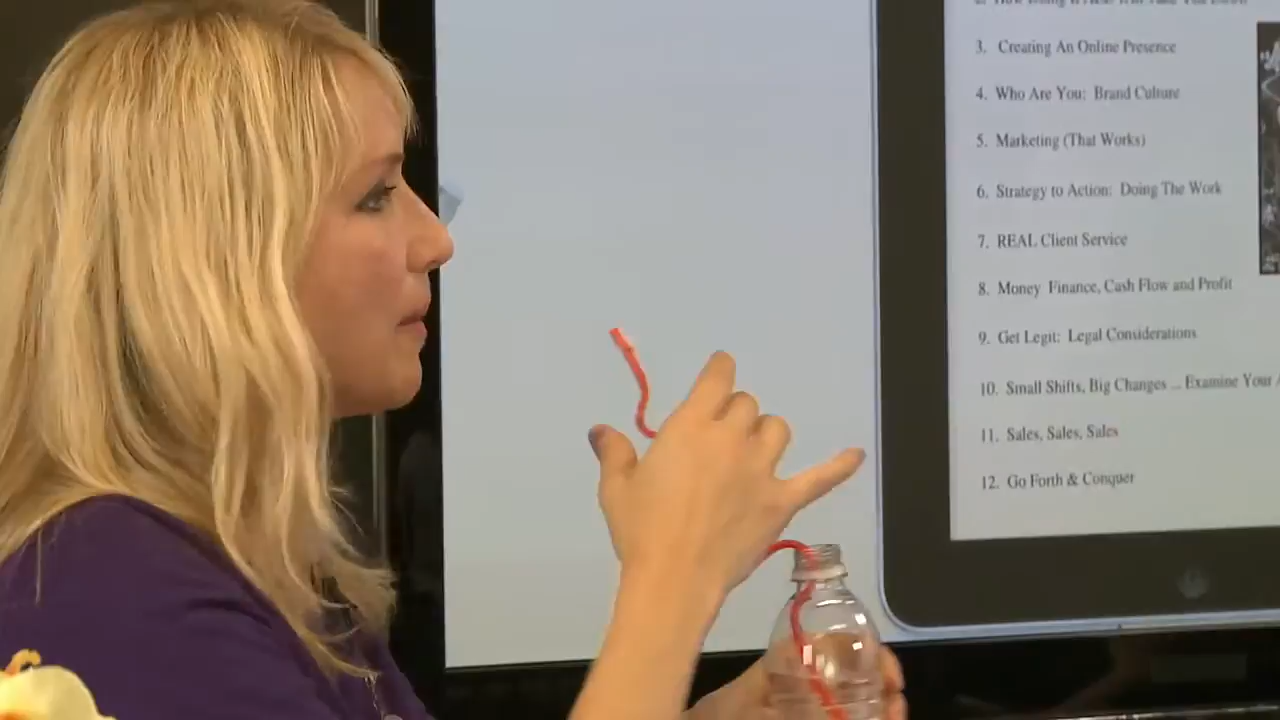 3. Creating An Online Presence
4. Who Are You: Brand Culture
5. Marketing (That Works)
6. Strategy to Action: Doing The Work
7. REAL Client Service
8. Money Finance, Cash Flow and Profit
9. Get Legit: Legal Considerations
10. Small Shifts, Big Changes ... Examine Your
11. Sales, Sales, Sales
12. Go Forth & Conquer